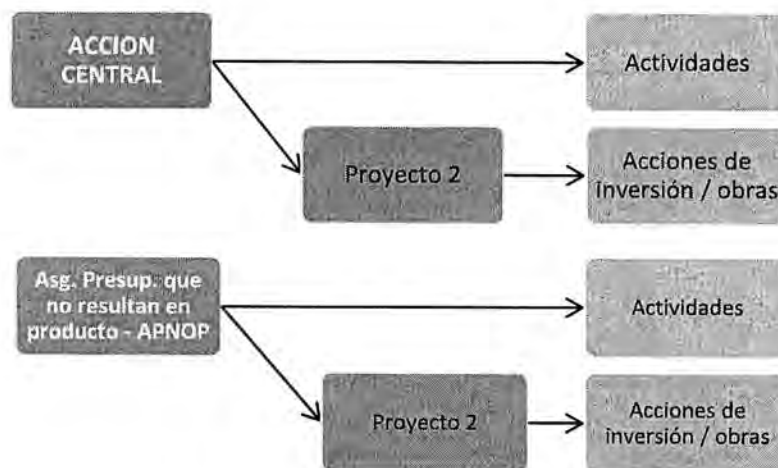 ACCION
CENTRAL
Actividades
Proyecto 2
Acciones de
inversión / obras
Asg. Presup. que
no resultan en
producto - APNOP
Actividades
Proyecto 2
Acciones de
inversión / obras